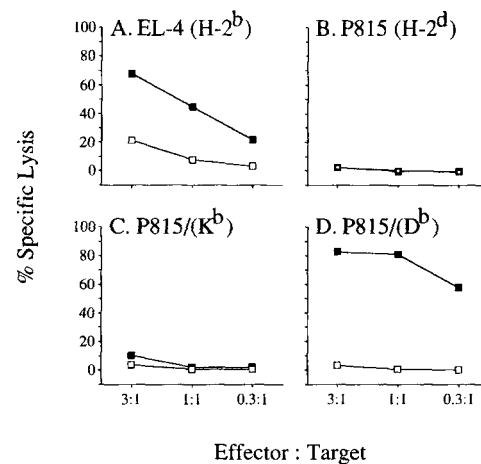 A. EL-4 (H-2b)
B. P815 (H-2d)
100
80
60
40
20
0
% Specific Lysis
C. P815/(Kb)
D. P815/(Db)
100
80
60
40
20
0
3:1 1:1 0.3:1
3:1 1:1 0.3:1
Effector : Target